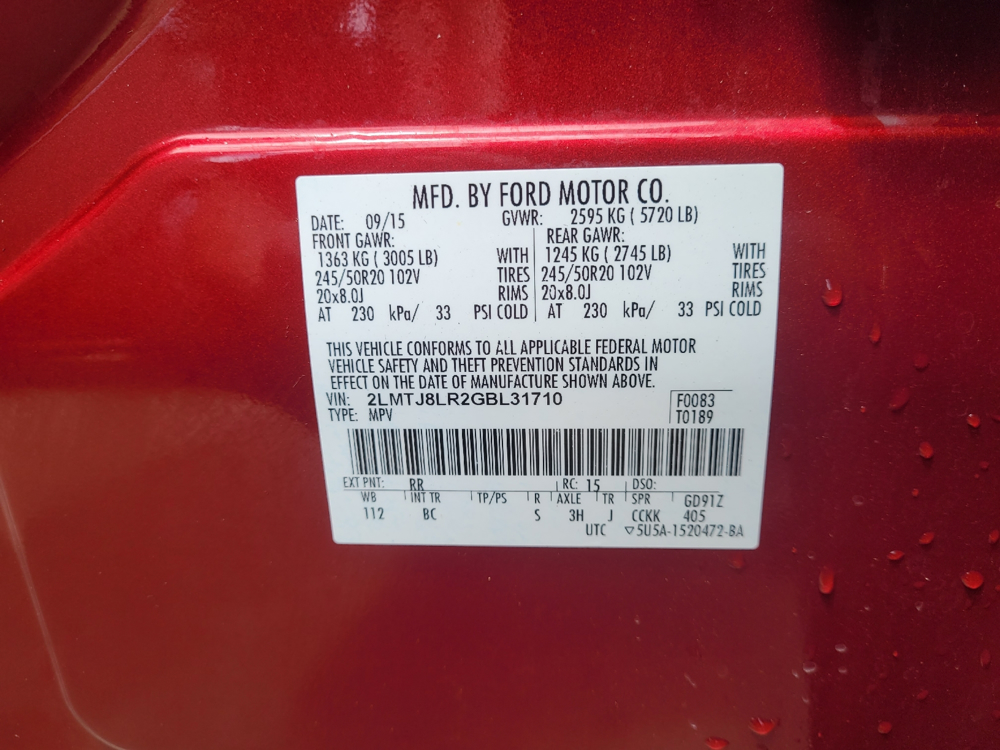 MFD. BY FORD MOTOR CO.
DATE: 09/15 GVWR: 2595 KG ( 5720 LB)
FRONT GAWR: REAR GAWR:
1363 KG ( 3005 LB) WITH 1245 KG ( 2745 LB) WITH
245/50R20 102V TIRES 245/50R20 102V TIRES
20x8.0J RIMS 20x8.0J RIMS
AT 230 kPa/ 33 PSI COLD AT 230 kPa/ 33 PSI COLD
THIS VEHICLE CONFORMS TO ALL APPLICABLE FEDERAL MOTOR
VEHICLE SAFETY AND THEFT PREVENTION STANDARDS IN
EFFECT ON THE DATE OF MANUFACTURE SHOWN ABOVE.
VIN: 2LMTJ8LR2GBL31710 F0083
TYPE: MPV T0189
EXT PNT: RR RC: 15 DSO:
WB INT TR TP/PS R AXLE TR SPR GD91Z
112 BC S 3H J CCKK 405
UTC ▽5U5A-1520472-BA